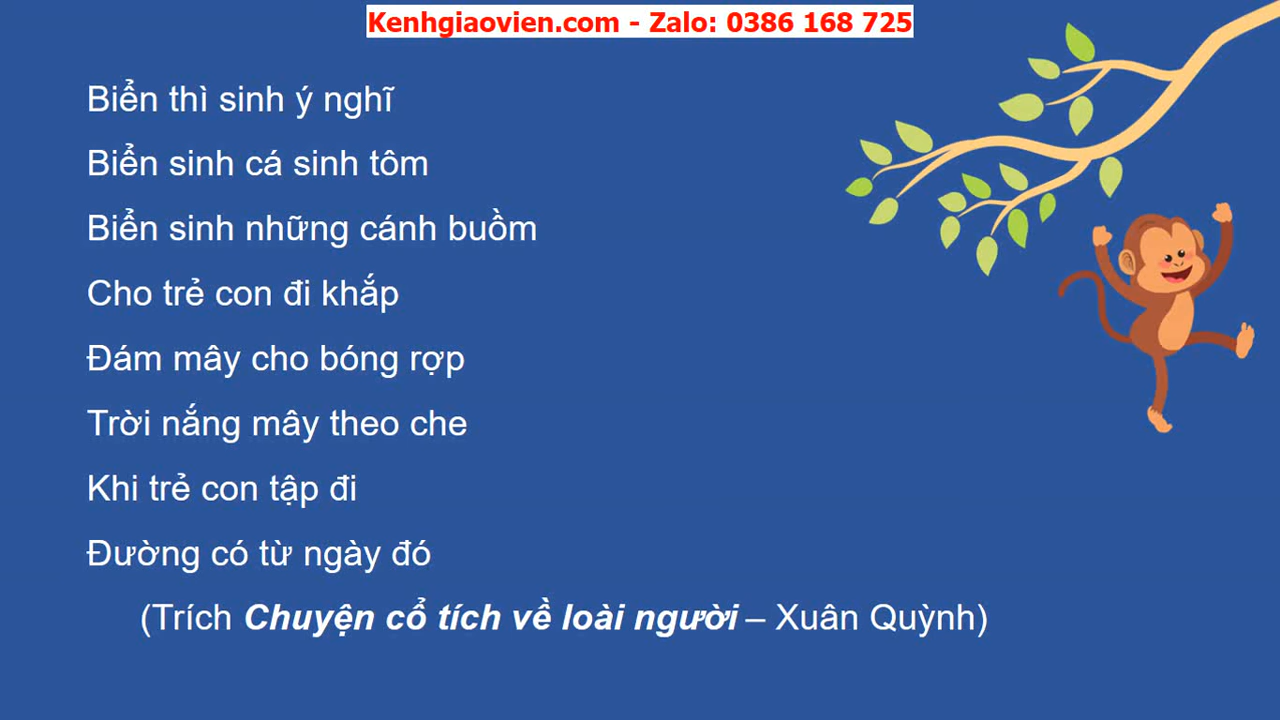 Kenhgiaovien.com - Zalo: 0386 168 725
Biển thì sinh ý nghĩ
Biển sinh cá sinh tôm
Biển sinh những cánh buồm
Cho trẻ con đi khắp
Đám mây cho bóng rợp
Trời nắng mây theo che
Khi trẻ con tập đi
Đường có từ ngày đó
(Trích Chuyện cổ tích về loài người – Xuân Quỳnh)